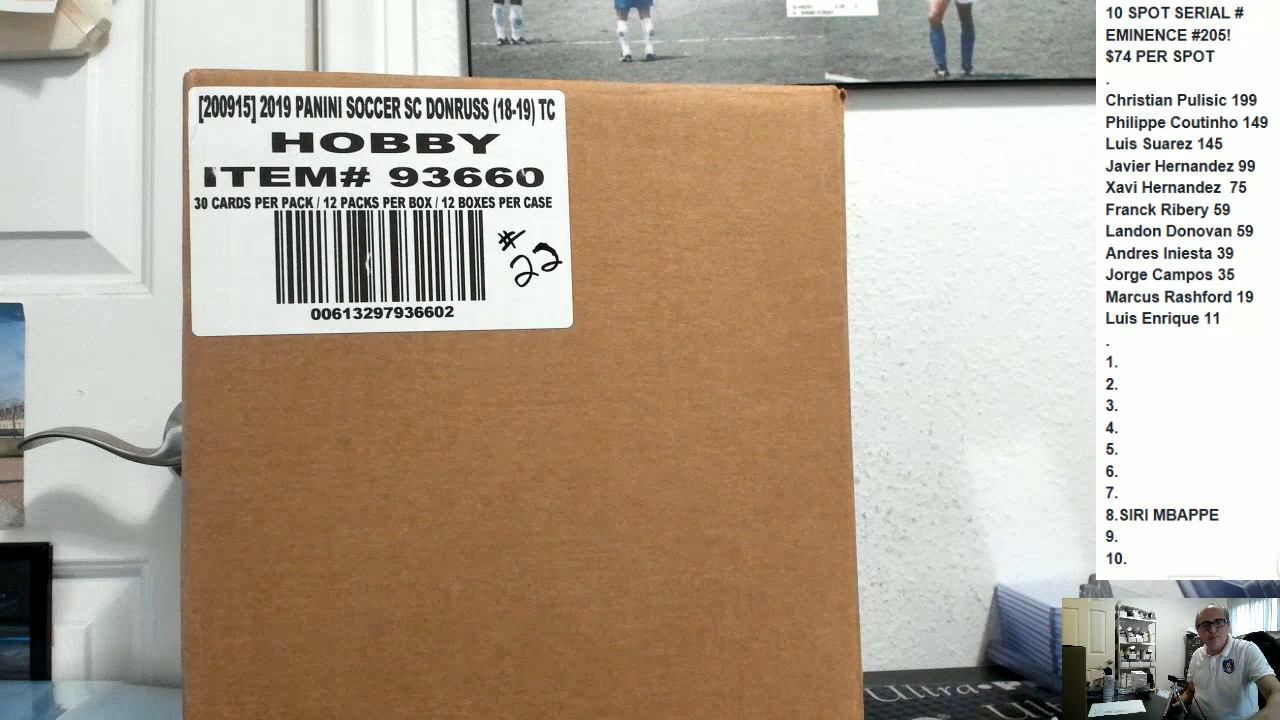 [200915] 2019 PANINI SOCCER SC DONRUSS (18-19) TC
HOBBY
ITEM# 93660
30 CARDS PER PACK / 12 PACKS PER BOX / 12 BOXES PER CASE
# 22
00613297936602
10 SPOT SERIAL #
EMINENCE #205!
$74 PER SPOT
.
Christian Pulisic 199
Philippe Coutinho 149
Luis Suarez 145
Javier Hernandez 99
Xavi Hernandez 75
Franck Ribery 59
Landon Donovan 59
Andres Iniesta 39
Jorge Campos 35
Marcus Rashford 19
Luis Enrique 11
.
1.
2.
3.
4.
5.
6.
7.
8.SIRI MBAPPE
9.
10.
Ultra